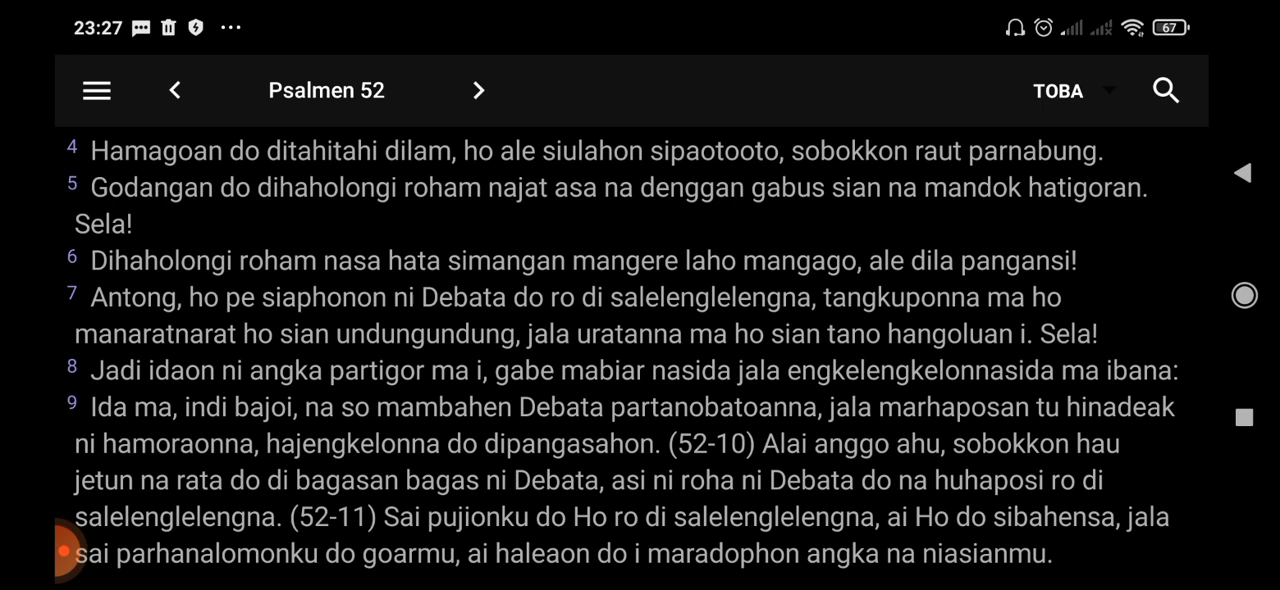 23:27
67
Psalmen 52
TOBA
4 Hamagoan do ditahitahi dilam, ho ale siulahon sipaotooto, sobokkon raut parnabung.
5 Godangan do dihaholongi roham najat asa na denggan gabus sian na mandok hatigoran.
Sela!
6 Dihaholongi roham nasa hata simangan mangere laho mangago, ale dila pangansi!
7 Antong, ho pe siaphonon ni Debata do ro di salelenglelengna, tangkuponna ma ho
manaratnarat ho sian undungundung, jala uratanna ma ho sian tano hangoluan i. Sela!
8 Jadi idaon ni angka partigor ma i, gabe mabiar nasida jala engkelengkelonnasida ma ibana:
9 Ida ma, indi bajoi, na so mambahen Debata partanobatoanna, jala marhaposan tu hinadeak
ni hamoraonna, hajengkelonna do dipangasahon. (52-10) Alai anggo ahu, sobokkon hau
jetun na rata do di bagasan bagas ni Debata, asi ni roha ni Debata do na huhaposi ro di
salelenglelengna. (52-11) Sai pujionku do Ho ro di salelenglelengna, ai Ho do sibahensa, jala
sai parhanalomonku do goarmu, ai haleaon do i maradophon angka na niasianmu.